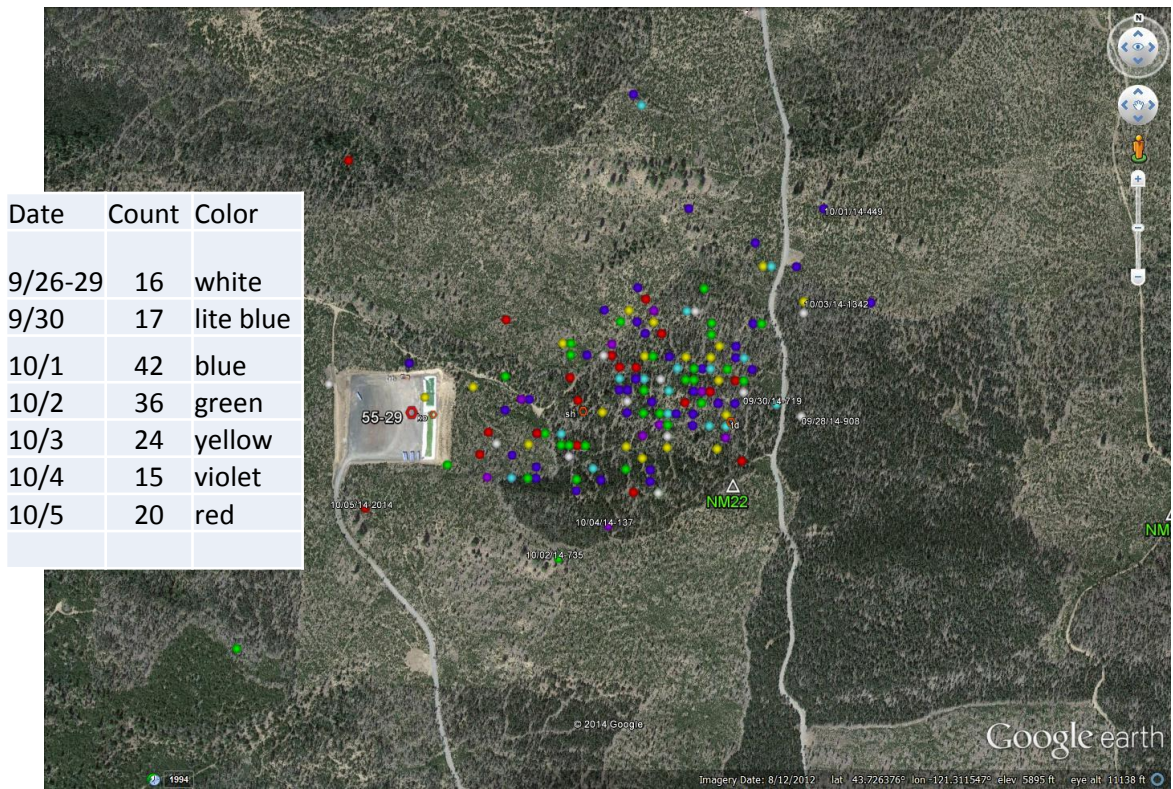 Date Count Color
9/26-29 16 white
9/30 17 lite blue
10/1 42 blue
10/2 36 green
10/3 24 yellow
10/4 15 violet
10/5 20 red
N
10/01/14-449
10/03/14-1342
55-29
sh
09/30/14-719
td
09/28/14-908
NM22
10/05/14-2014
10/04/14-137
NM
10/02/14-735
© 2014 Google
Google earth
1994
Imagery Date: 8/12/2012 lat 43.726376° lon -121.311547° elev 5895 ft eye alt 11138 ft